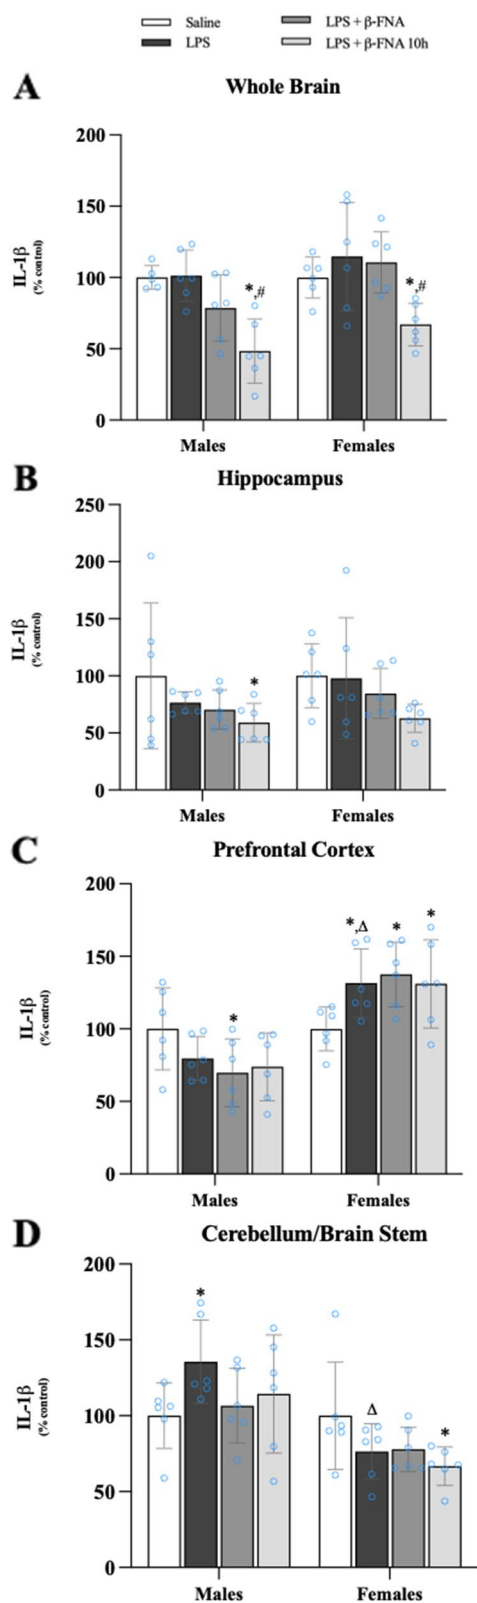 Saline
LPS + β-FNA
LPS
LPS + β-FNA 10h
A
Whole Brain
200
150
100
50
0
IL-1β
(% control)
*,#
*,#
Males
Females
B
Hippocampus
250
200
150
100
50
0
IL-1β
(% control)
*
Males
Females
C
Prefrontal Cortex
200
150
100
50
0
IL-1β
(% control)
*
*,Δ
*
*
Males
Females
D
Cerebellum/Brain Stem
200
150
100
50
0
IL-1β
(% control)
*
Δ
*
Males
Females